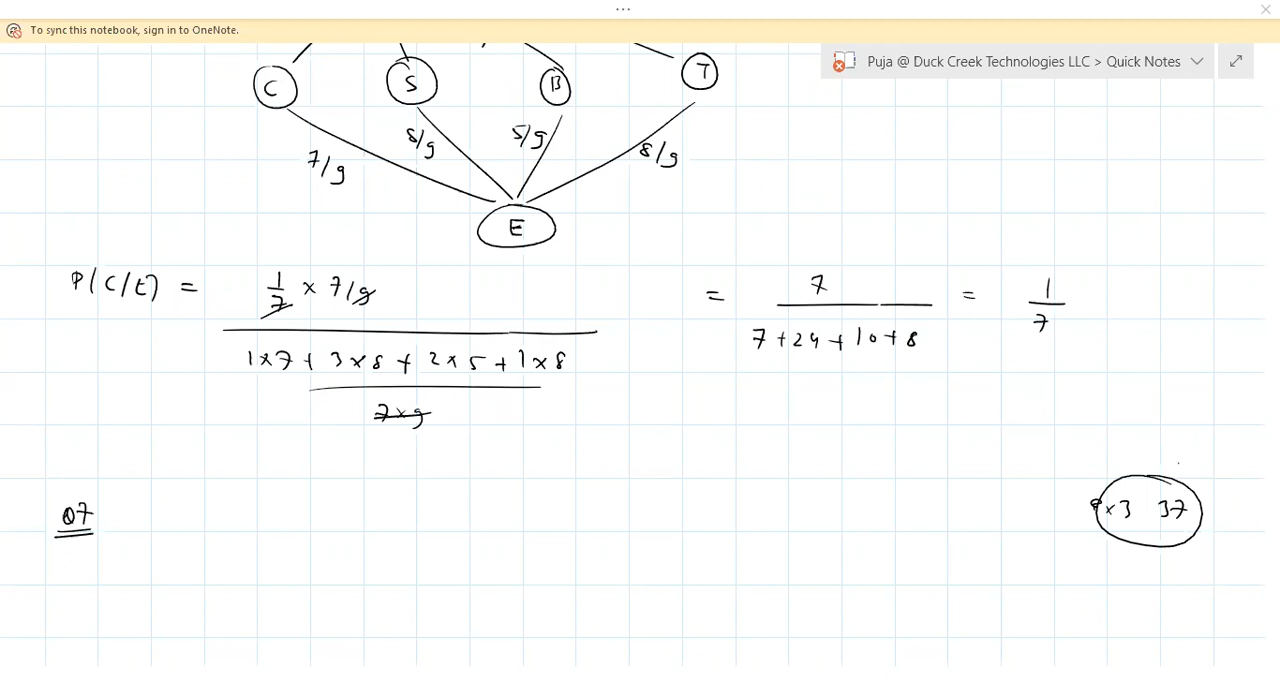 ...
To sync this notebook, sign in to OneNote.
Puja @ Duck Creek Technologies LLC > Quick Notes
C S B T
7/9 8/9 5/9 8/9
E
P(C/E) = 1/7 × 7/9 = 7 = 1
1×7 + 3×8 + 2×5 + 1×8 7+24+10+8 7
7×9
Q7
×3 37